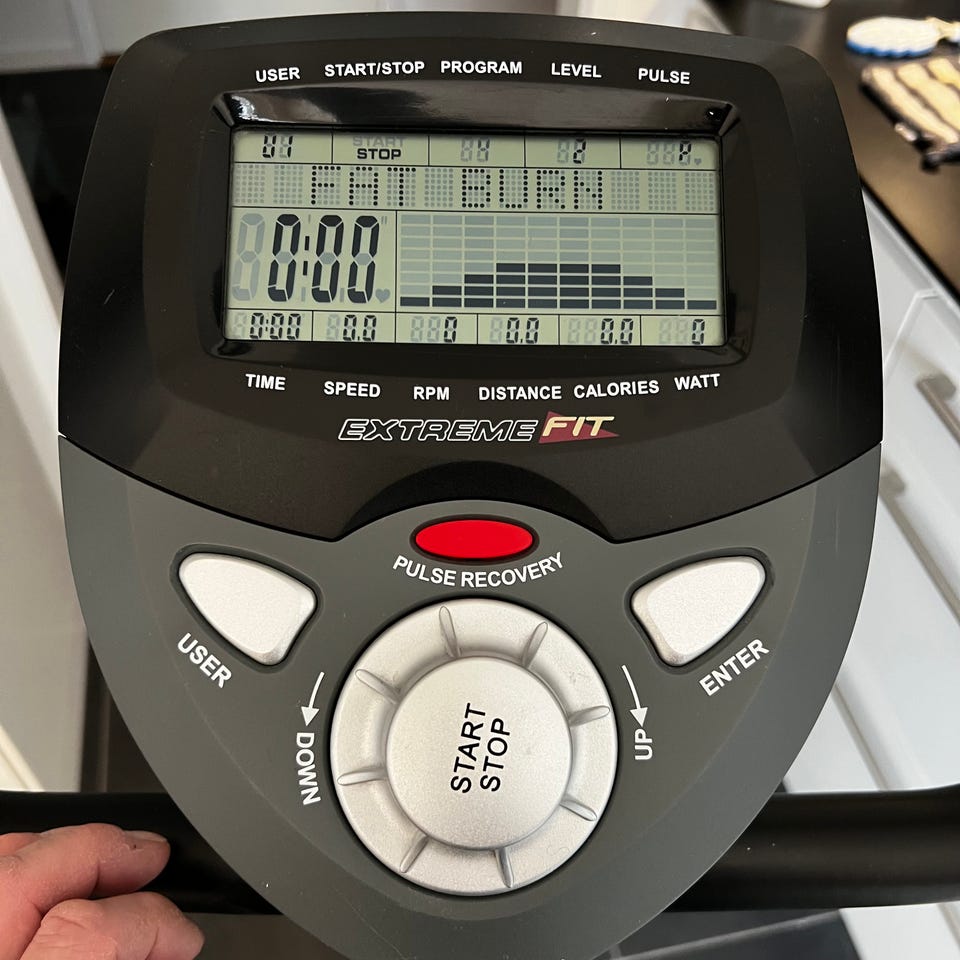 USER START/STOP PROGRAM LEVEL PULSE
U1 START 2
STOP
FAT BURN
0:00
0:00 0.0 0 0.0 0.0 0
TIME SPEED RPM DISTANCE CALORIES WATT
EXTREME FIT
PULSE RECOVERY
USER
ENTER
DOWN
START
STOP
UP